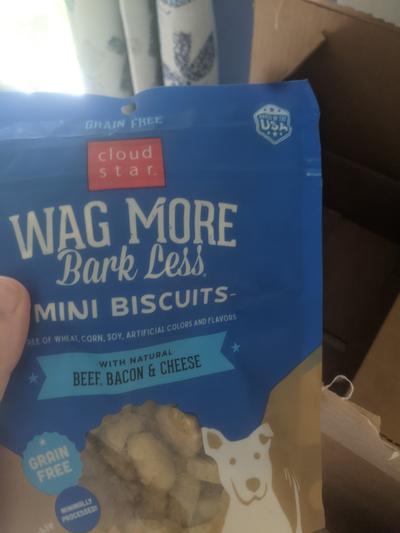 GRAIN FREE
MADE IN THE
USA
cloud
star.
WAG MORE
Bark Less
MINI BISCUITS
FREE OF WHEAT, CORN, SOY, ARTIFICIAL COLORS AND FLAVORS
WITH NATURAL
BEEF, BACON & CHEESE
GRAIN
FREE
MINIMALLY
PROCESSED!